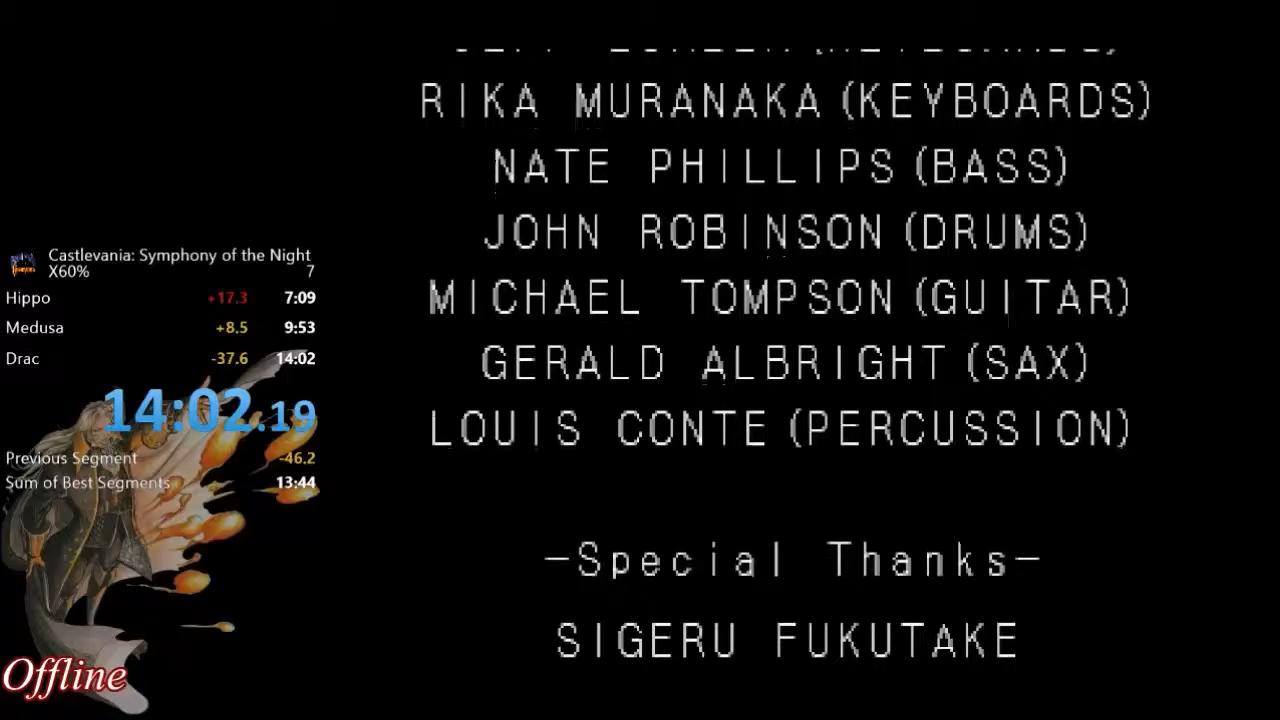 Castlevania: Symphony of the Night
X60% 7
Hippo +17.3 7:09
Medusa +8.5 9:53
Drac -37.6 14:02
14:02.19
Previous Segment -46.2
Sum of Best Segments 13:44
Offline
RIKA MURANAKA (KEYBOARDS)
NATE PHILLIPS (BASS)
JOHN ROBINSON (DRUMS)
MICHAEL TOMPSON (GUITAR)
GERALD ALBRIGHT (SAX)
LOUIS CONTE (PERCUSSION)
-Special Thanks-
SIGERU FUKUTAKE